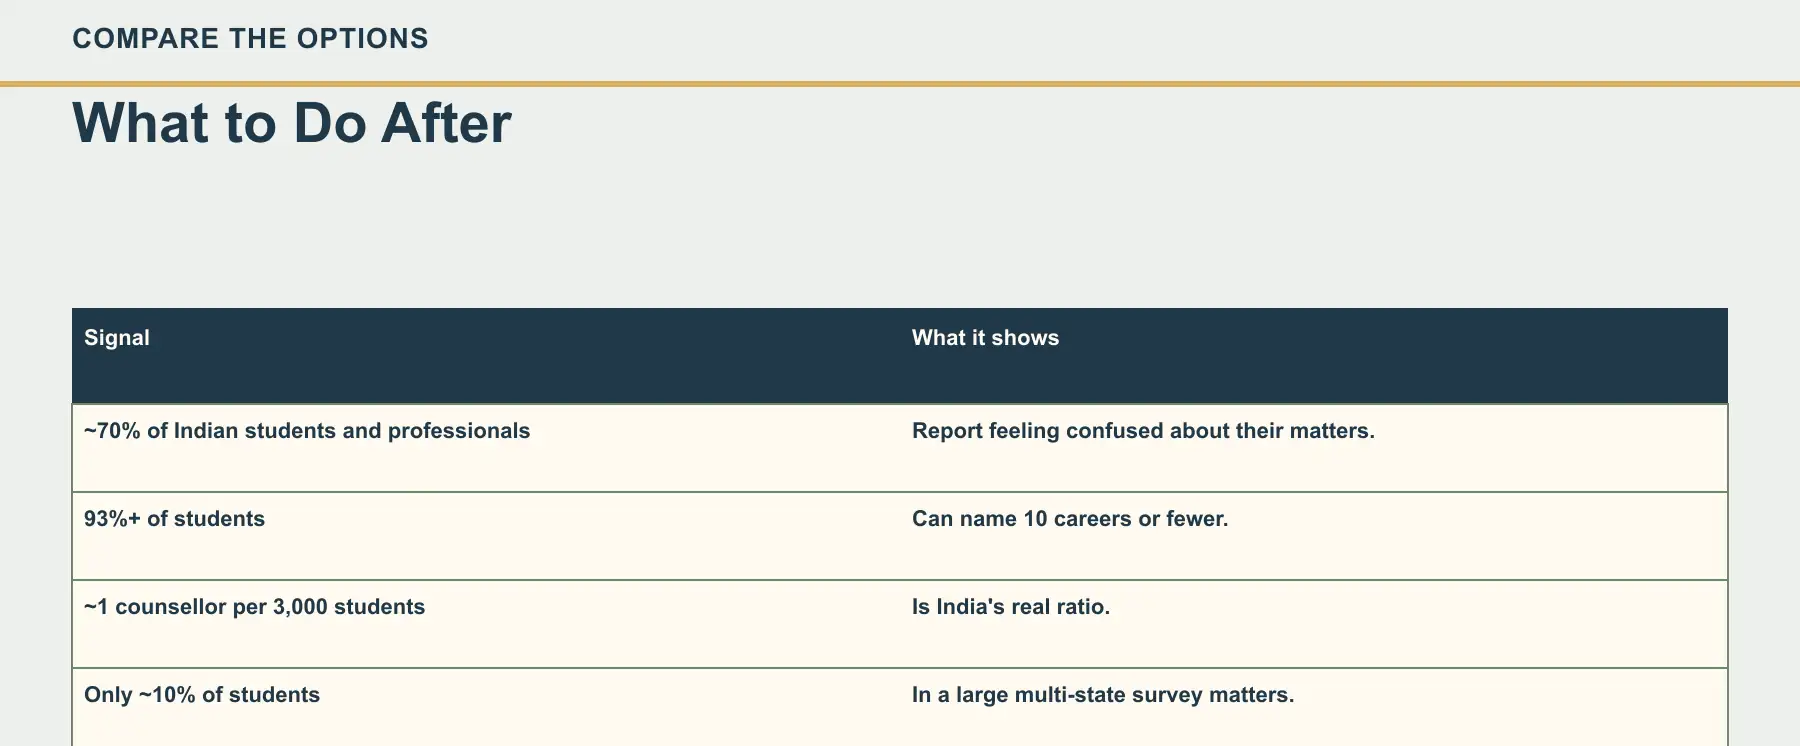 COMPARE THE OPTIONS
What to Do After
Signal
What it shows
~70% of Indian students and professionals
Report feeling confused about their matters.
93%+ of students
Can name 10 careers or fewer.
~1 counsellor per 3,000 students
Is India's real ratio.
Only ~10% of students
In a large multi-state survey matters.